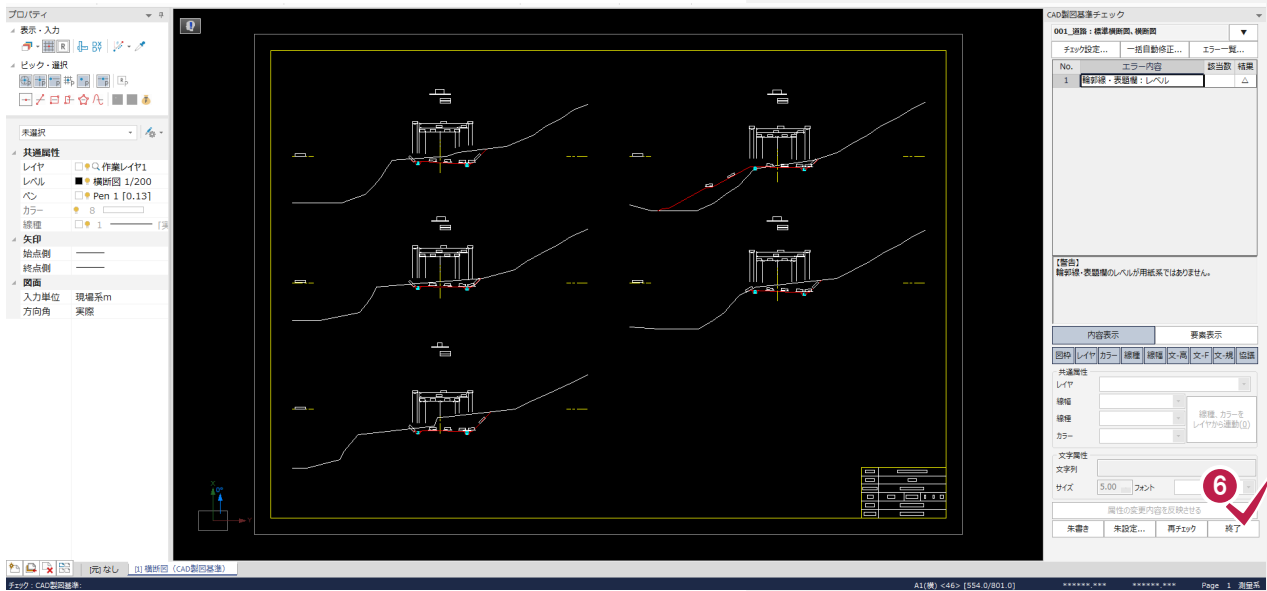 プロパティ
表示・入力
ピック・選択
未選択
共通属性
レイヤ 作業レイヤ1
レベル 横断図 1/200
ペン Pen 1 [0.13]
カラー 8
線種 1 [実
矢印
始点側
終点側
図面
入力単位 現場系m
方向角 実際
CAD製図基準チェック
001_道路：標準横断図、横断図
チェック設定... 一括自動修正... エラー一覧...
No. エラー内容 該当数 結果
1 輪郭線・表題欄：レベル △
【警告】
輪郭線・表題欄のレベルが用紙系ではありません。
内容表示 要素表示
図枠 レイヤ カラー 線種 線幅 文-高 文-F 文-規 協議
共通属性
レイヤ
線幅
線種
カラー
線種、カラーを
レイヤから連動(0)
文字属性
文字列
サイズ 5.00 フォント
6
属性の変更内容を反映させる
朱書き 朱設定... 再チェック 終了
[元] なし [1] 横断図（CAD製図基準）
チェック : CAD製図基準:
A1(横) <46> [554.0/801.0] ******.*** ******.*** Page 1 測量系